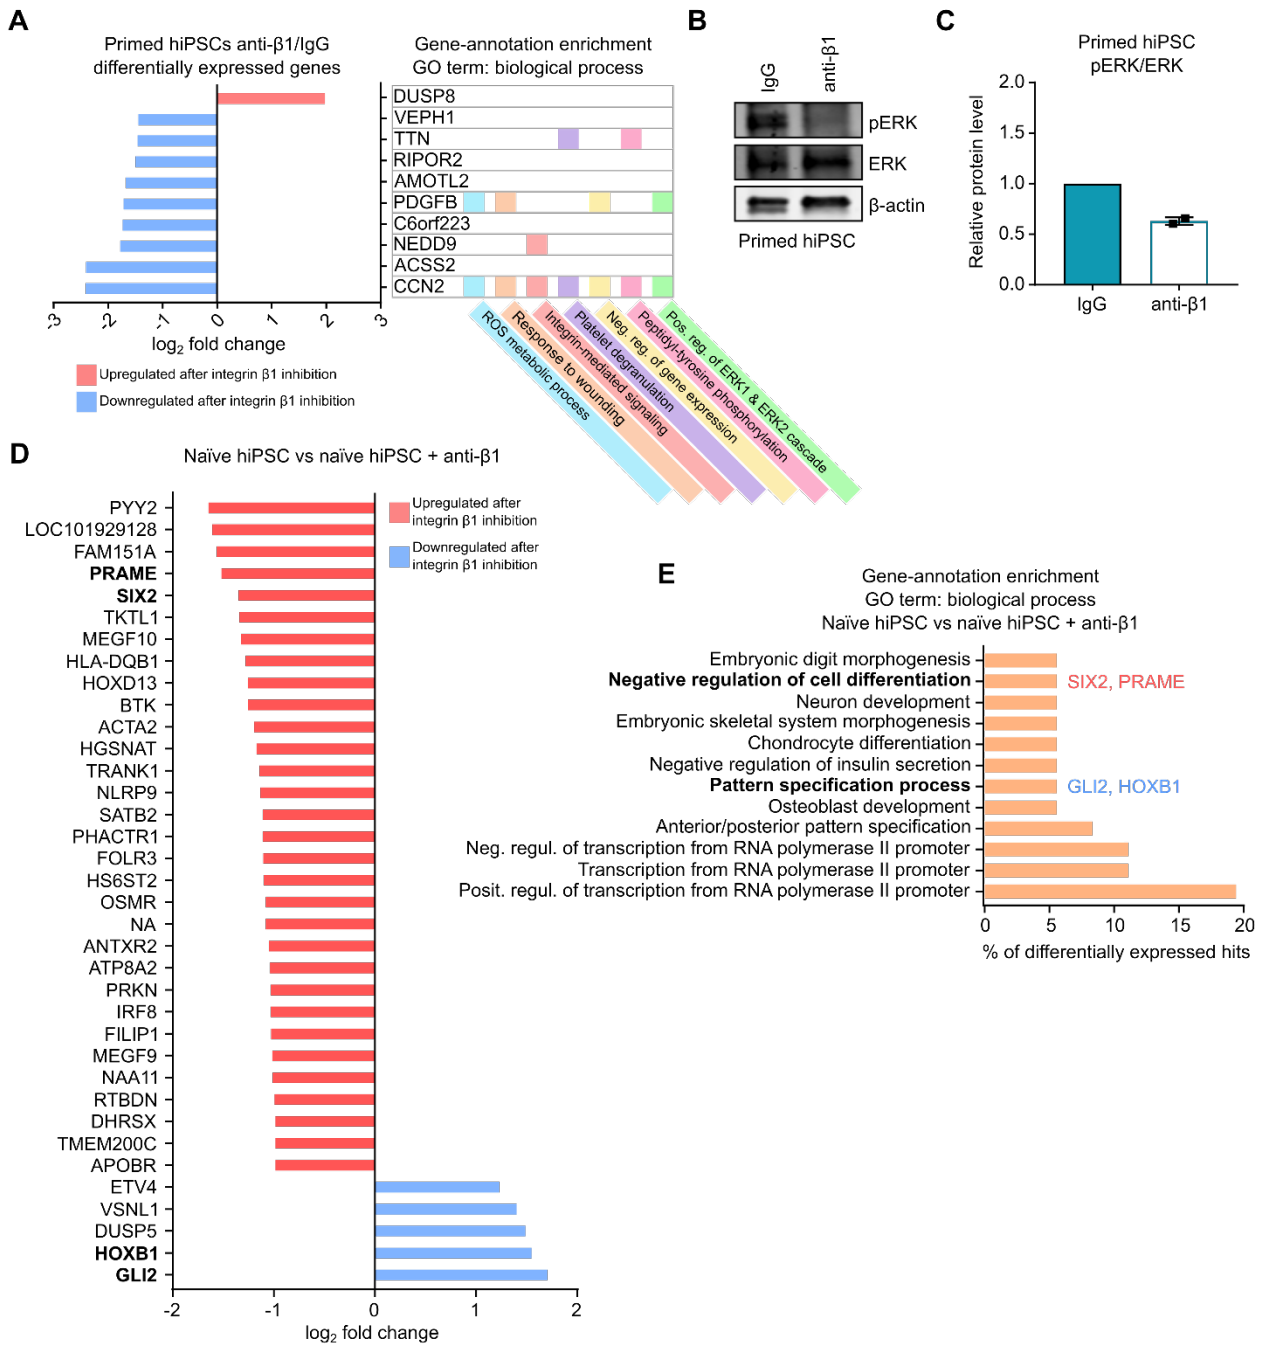 A
Primed hiPSCs anti-β1/IgG
differentially expressed genes
Gene-annotation enrichment
GO term: biological process
DUSP8
VEPH1
TTN
RIPOR2
AMOTL2
PDGFB
C6orf223
NEDD9
ACSS2
CCN2
-3
-2
-1
0
1
2
3
log2 fold change
Upregulated after integrin β1 inhibition
Downregulated after integrin β1 inhibition
ROS metabolic process
Response to wounding
Integrin-mediated signaling
Platelet degranulation
Neg. reg. of gene expression
Peptidyl-tyrosine phosphorylation
Pos. reg. of ERK1 & ERK2 cascade
B
IgG
anti-β1
pERK
ERK
β-actin
Primed hiPSC
C
Primed hiPSC
pERK/ERK
Relative protein level
2.0
1.5
1.0
0.5
0.0
IgG
anti-β1
D
Naïve hiPSC vs naïve hiPSC + anti-β1
Upregulated after
integrin β1 inhibition
Downregulated after
integrin β1 inhibition
PYY2
LOC101929128
FAM151A
PRAME
SIX2
TKTL1
MEGF10
HLA-DQB1
HOXD13
BTK
ACTA2
HGSNAT
TRANK1
NLRP9
SATB2
PHACTR1
FOLR3
HS6ST2
OSMR
NA
ANTXR2
ATP8A2
PRKN
IRF8
FILIP1
MEGF9
NAA11
RTBDN
DHRSX
TMEM200C
APOBR
ETV4
VSNL1
DUSP5
HOXB1
GLI2
-2
-1
0
1
2
log2 fold change
E
Gene-annotation enrichment
GO term: biological process
Naïve hiPSC vs naïve hiPSC + anti-β1
Embryonic digit morphogenesis
Negative regulation of cell differentiation
SIX2, PRAME
Neuron development
Embryonic skeletal system morphogenesis
Chondrocyte differentiation
Negative regulation of insulin secretion
Pattern specification process
GLI2, HOXB1
Osteoblast development
Anterior/posterior pattern specification
Neg. regul. of transcription from RNA polymerase II promoter
Transcription from RNA polymerase II promoter
Posit. regul. of transcription from RNA polymerase II promoter
0
5
10
15
20
% of differentially expressed hits